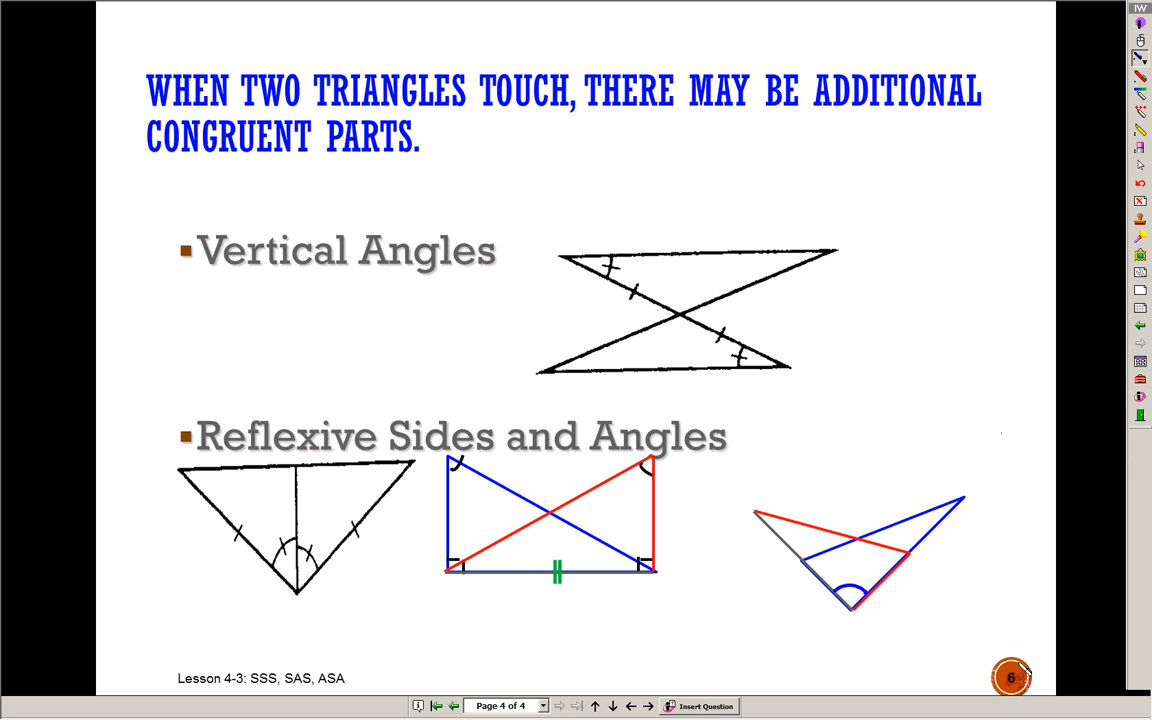 IW
WHEN TWO TRIANGLES TOUCH, THERE MAY BE ADDITIONAL
CONGRUENT PARTS.
Vertical Angles
Reflexive Sides and Angles
Lesson 4-3: SSS, SAS, ASA
6
Page 4 of 4
Insert Question